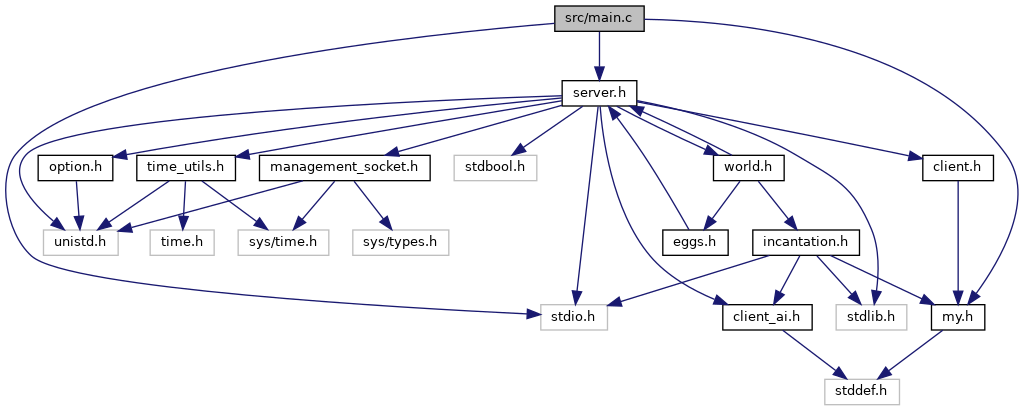 src/main.c
server.h
option.h
time_utils.h
management_socket.h
stdbool.h
world.h
client.h
unistd.h
time.h
sys/time.h
sys/types.h
eggs.h
incantation.h
stdio.h
client_ai.h
stdlib.h
my.h
stddef.h